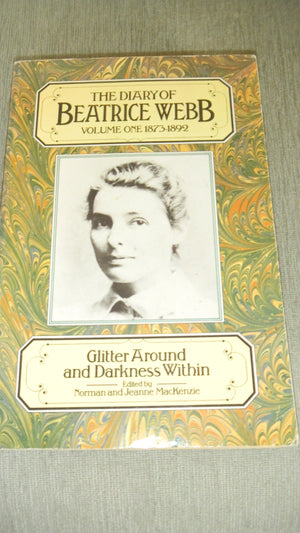 THE DIARY OF
BEATRICE WEBB
VOLUME ONE 1873-1892
Glitter Around
and Darkness Within
Edited by
Norman and Jeanne MacKenzie